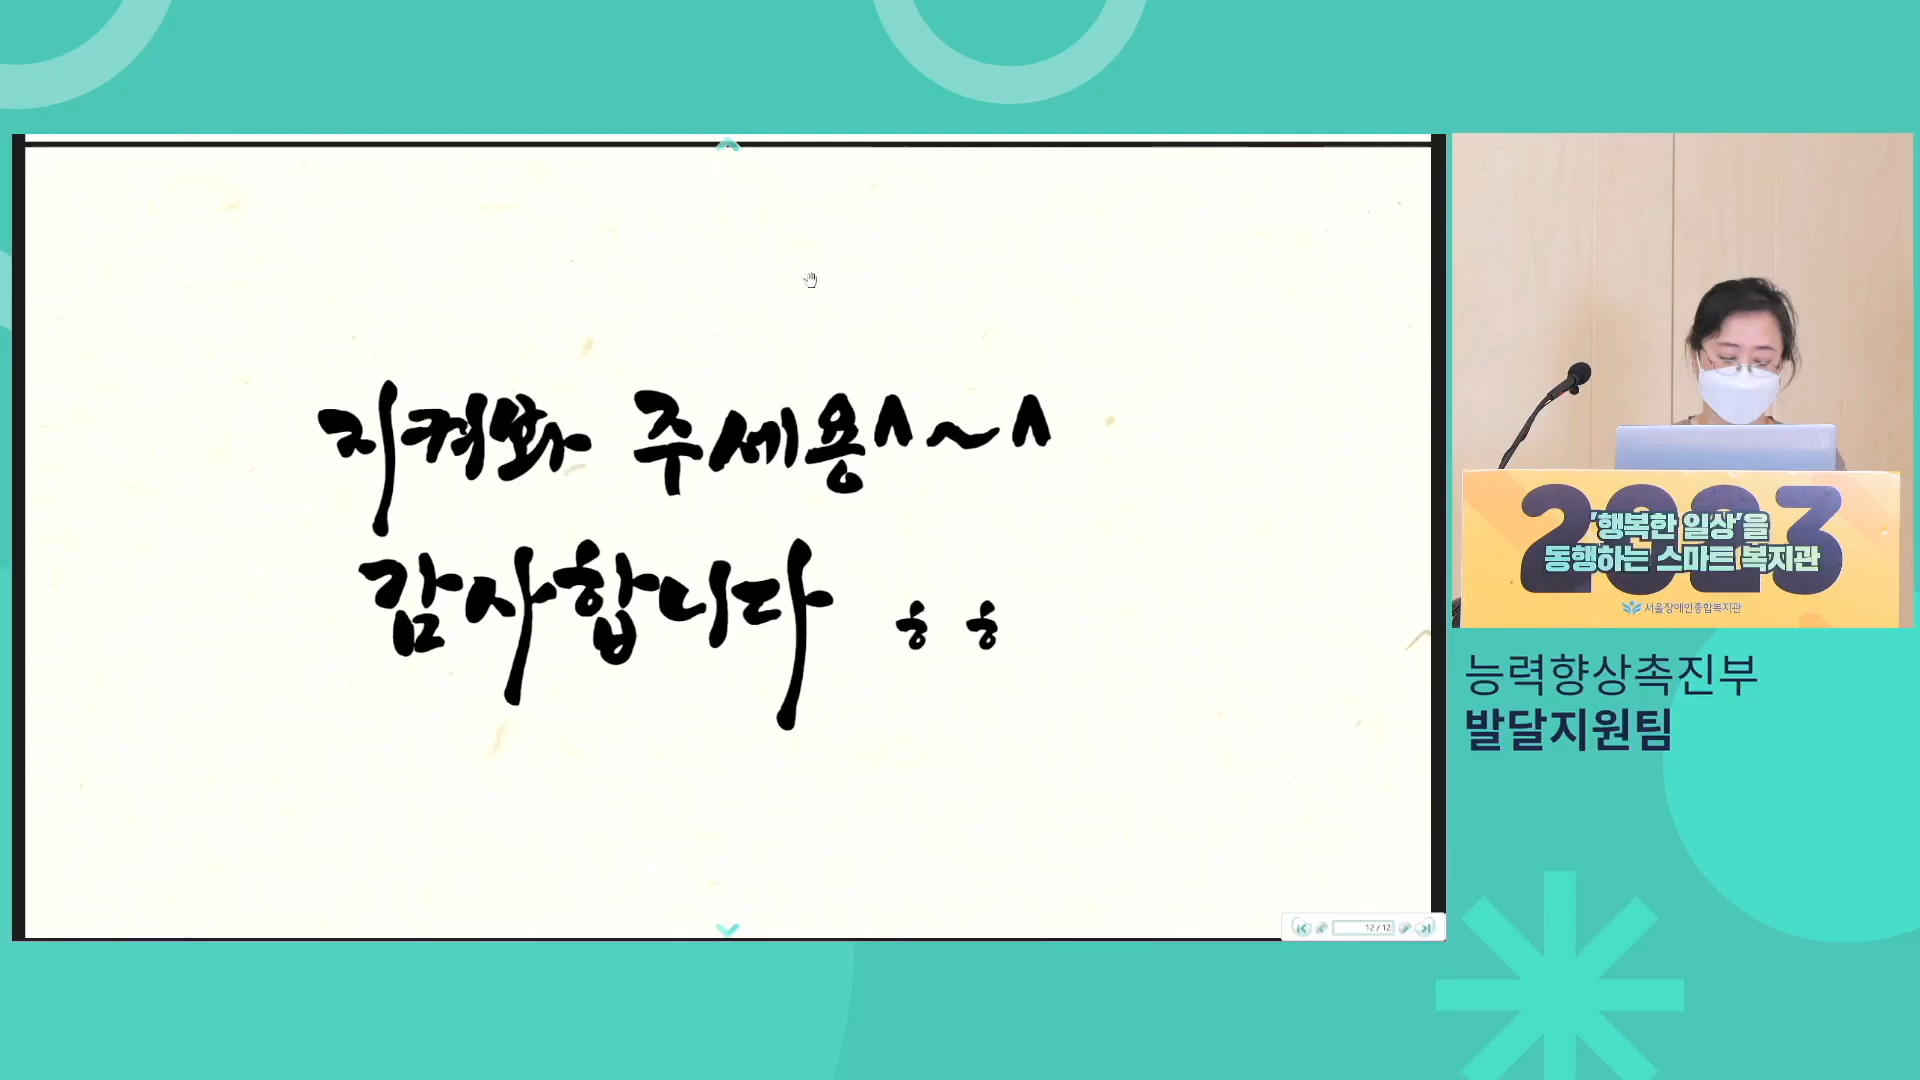 지켜봐 주세용^~^
감사합니다 ㅎㅎ
12 / 12
2023
'행복한 일상'을
동행하는 스마트 복지관
서울장애인종합복지관
능력향상촉진부
발달지원팀